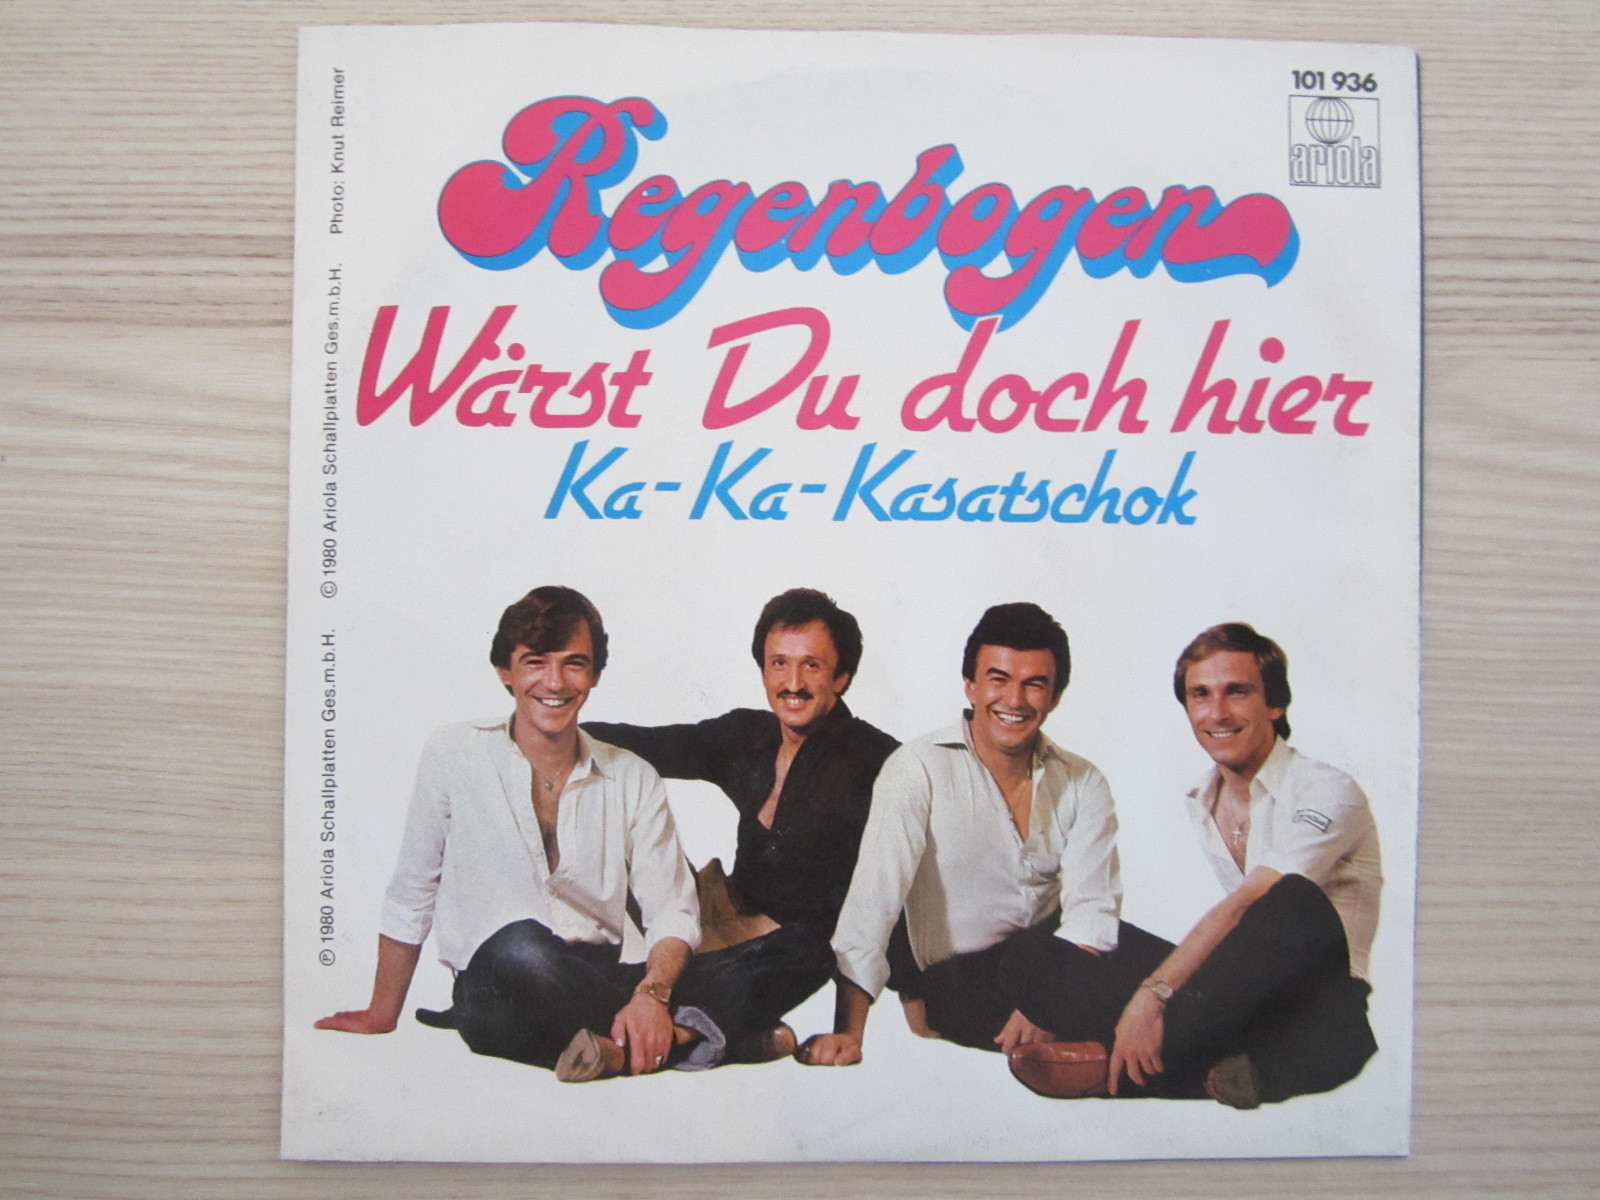 101 936
ariola
Regenbogen
Wärst Du doch hier
Ka-Ka-Kasatschok
Ⓟ 1980 Ariola Schallplatten Ges.m.b.H. © 1980 Ariola Schallplatten Ges.m.b.H. Photo: Knut Reimer